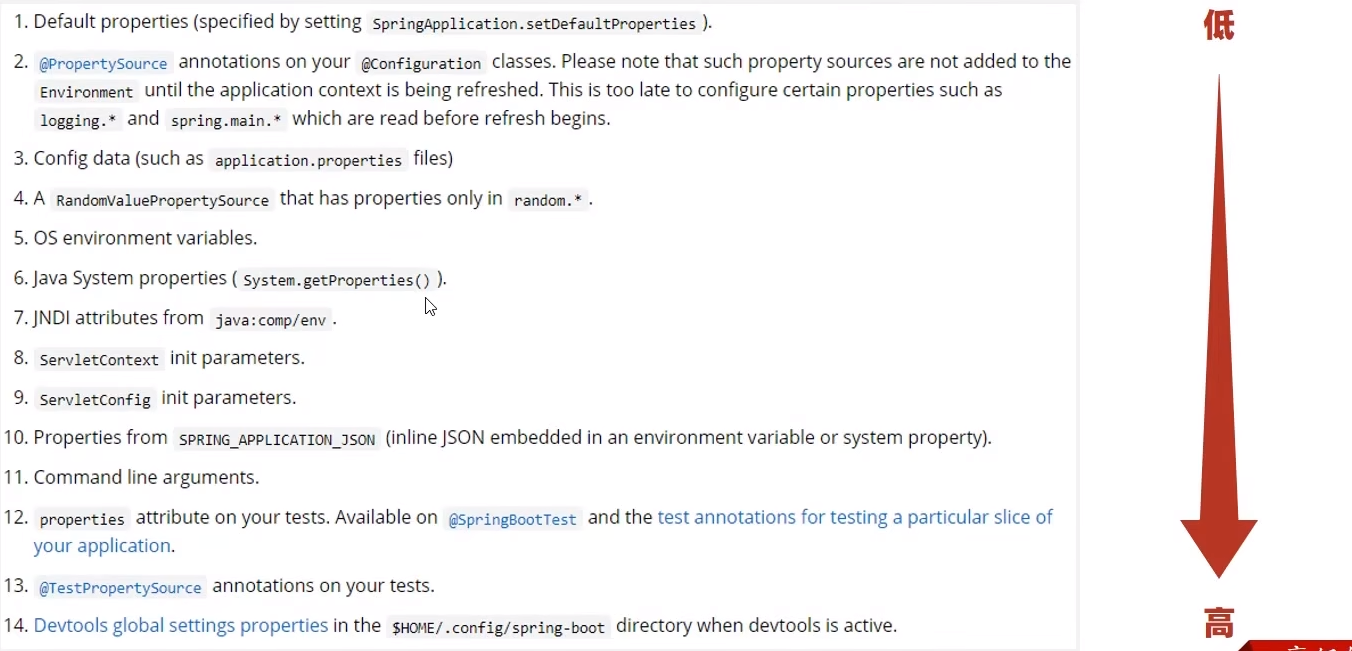 1. Default properties (specified by setting SpringApplication.setDefaultProperties ).
2. @PropertySource annotations on your @Configuration classes. Please note that such property sources are not added to the
Environment until the application context is being refreshed. This is too late to configure certain properties such as
logging.* and spring.main.* which are read before refresh begins.
3. Config data (such as application.properties files)
4. A RandomValuePropertySource that has properties only in random.* .
5. OS environment variables.
6. Java System properties ( System.getProperties() ).
7. JNDI attributes from java:comp/env .
8. ServletContext init parameters.
9. ServletConfig init parameters.
10. Properties from SPRING_APPLICATION_JSON (inline JSON embedded in an environment variable or system property).
11. Command line arguments.
12. properties attribute on your tests. Available on @SpringBootTest and the test annotations for testing a particular slice of
your application.
13. @TestPropertySource annotations on your tests.
14. Devtools global settings properties in the $HOME/.config/spring-boot directory when devtools is active.
低
高